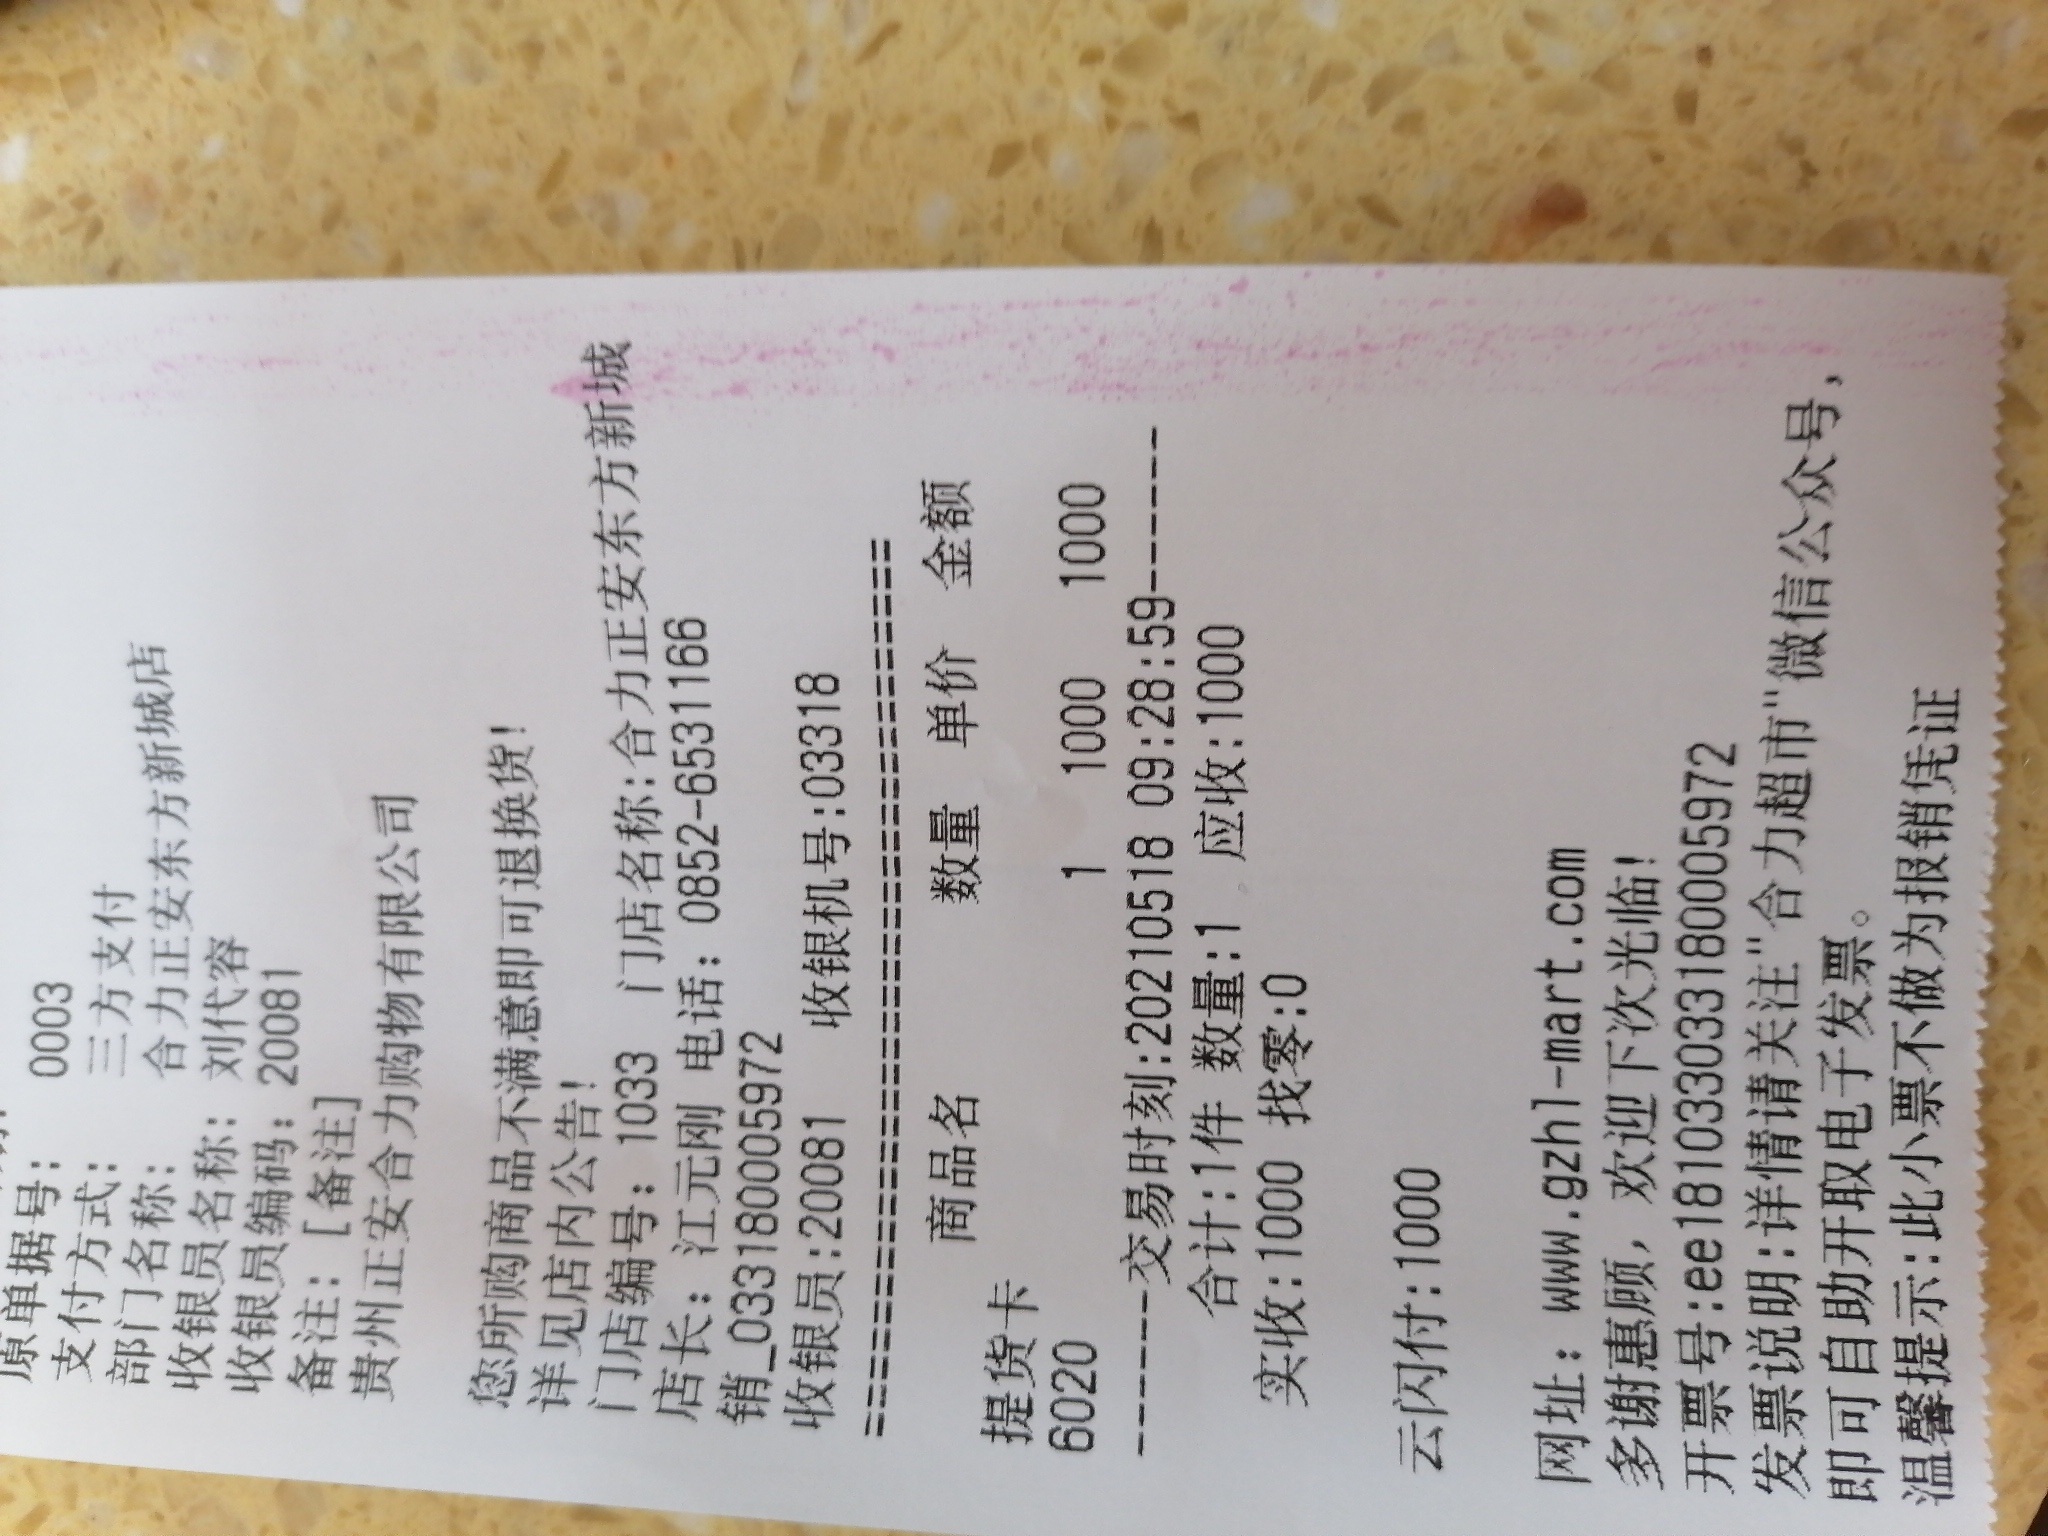 原单据号： 0003
支付方式： 三方支付
部门名称： 合力正安东方新城店
收银员名称： 刘代容
收银员编码： 20081
备注：[备注]
贵州正安合力购物有限公司
您所购商品不满意即可退换货！
详见店内公告！
门店编号：1033 门店名称:合力正安东方新城
店长：江元刚 电话：0852-6531166
销_0331800005972
收银员:20081 收银机号:03318
==========================================
商品名 数量 单价 金额
提货卡
6020 1 1000 1000
--------交易时刻:20210518 09:28:59--------
合计:1件 数量:1 应收:1000
实收:1000 找零:0
云闪付:1000
网址：www.gzhl-mart.com
多谢惠顾，欢迎下次光临！
开票号:ee181033033180005972
发票说明:详情请关注"合力超市"微信公众号，
即可自助开取电子发票。
温馨提示:此小票不做为报销凭证